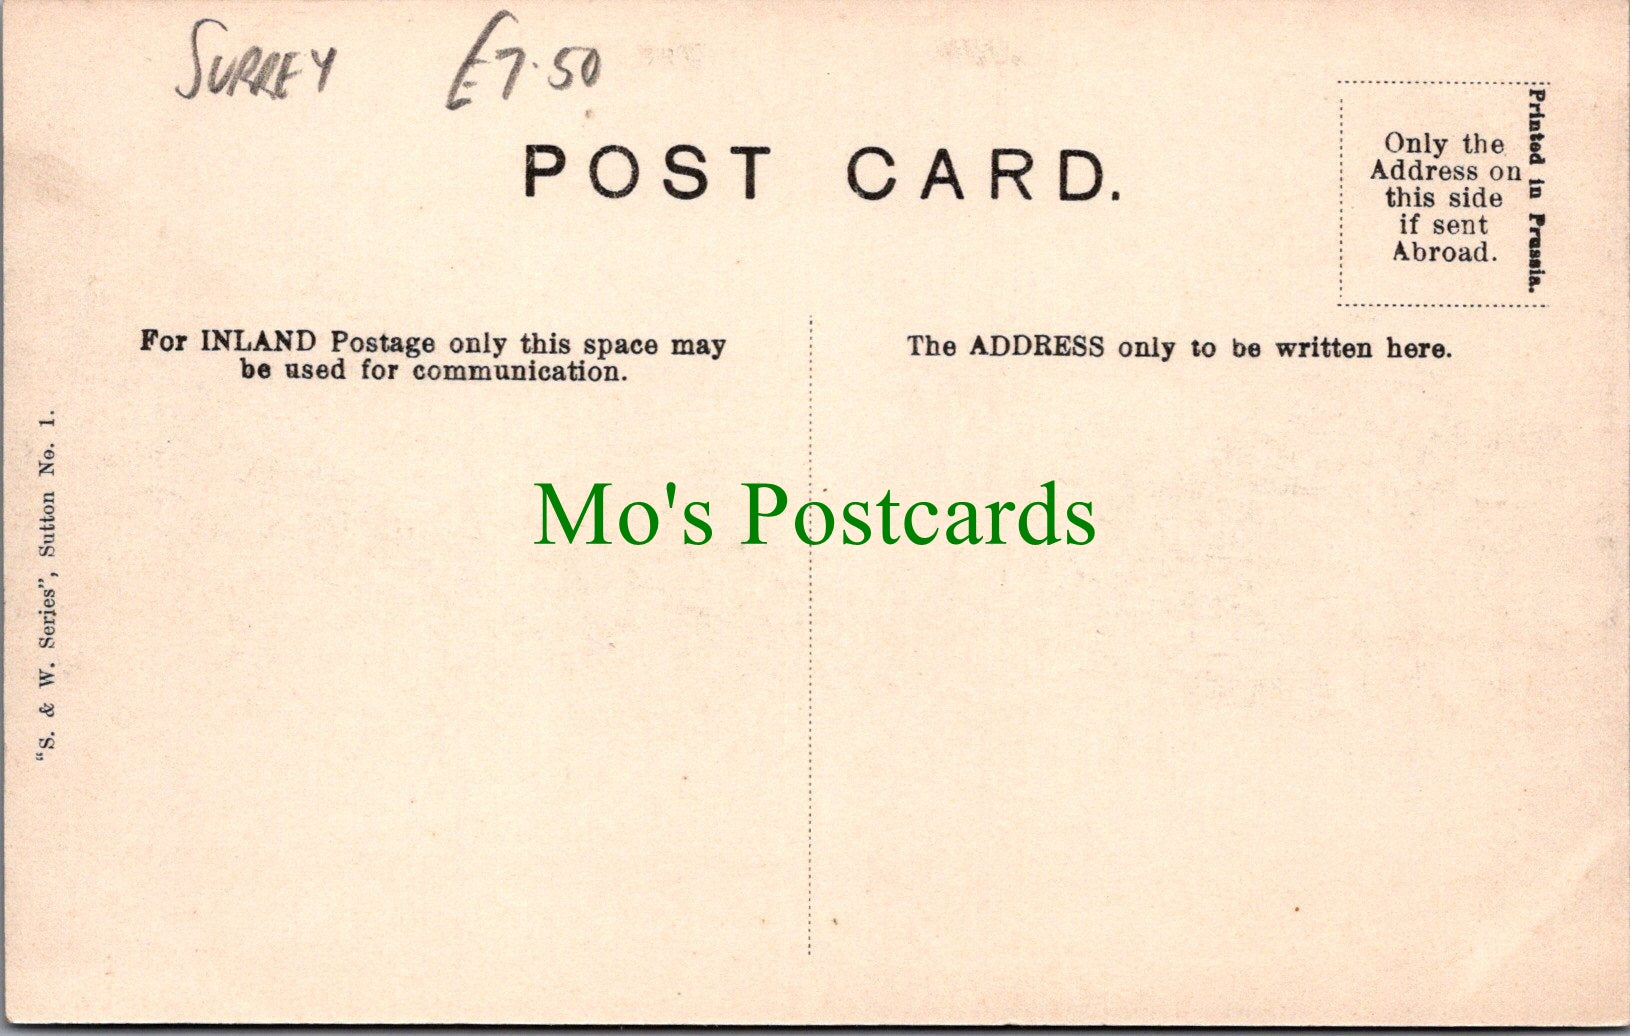 SURREY £7.50
POST CARD.
Only the
Address on
this side
if sent
Abroad.
Printed in Prussia.
For INLAND Postage only this space may
be used for communication.
The ADDRESS only to be written here.
"S. & W. Series", Sutton No. 1.
Mo's Postcards